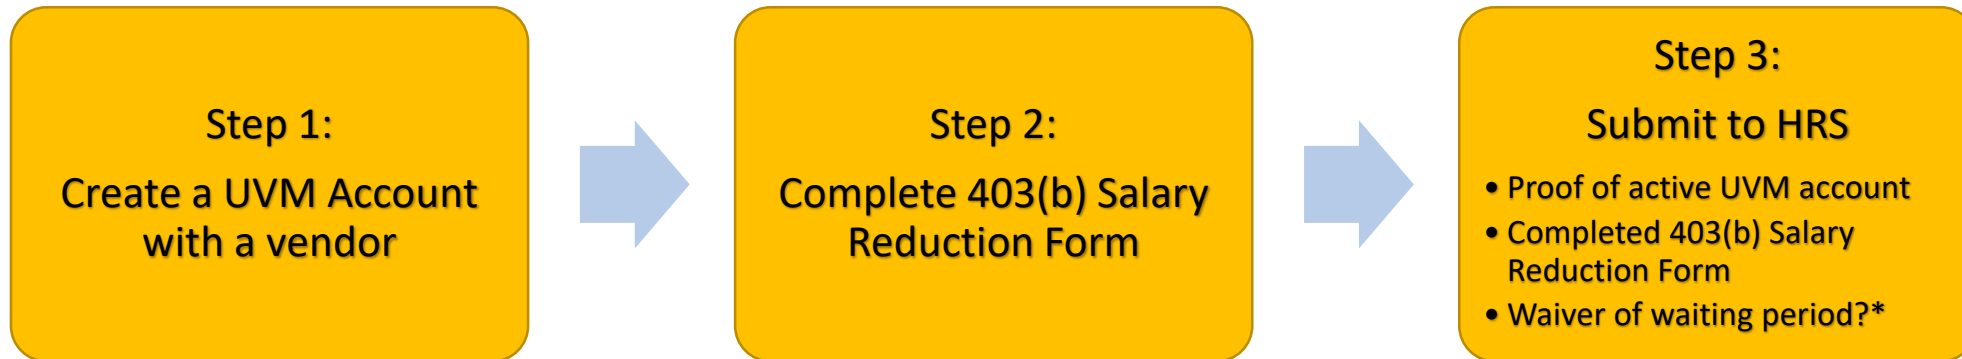 Step 1:
Create a UVM Account
with a vendor
Step 2:
Complete 403(b) Salary
Reduction Form
Step 3:
Submit to HRS
• Proof of active UVM account
• Completed 403(b) Salary
Reduction Form
• Waiver of waiting period?*